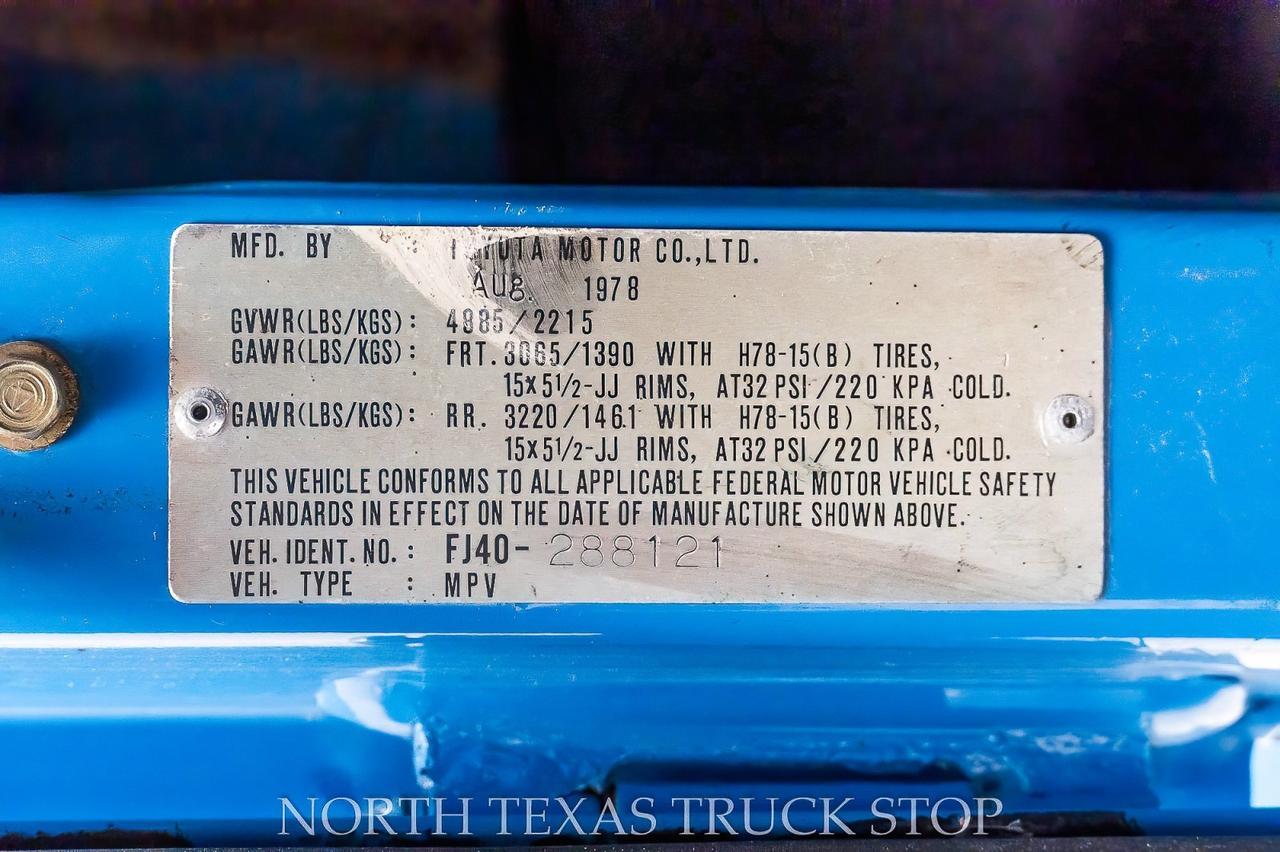 MFD. BY : TOYOTA MOTOR CO.,LTD.
Aug. 1978
GVWR(LBS/KGS): 4985/2215
GAWR(LBS/KGS): FRT. 3065/1390 WITH H78-15(B) TIRES,
15x51/2-JJ RIMS, AT32 PSI/220 KPA COLD.
GAWR(LBS/KGS): RR. 3220/1461 WITH H78-15(B) TIRES,
15x51/2-JJ RIMS, AT32 PSI/220 KPA COLD.
THIS VEHICLE CONFORMS TO ALL APPLICABLE FEDERAL MOTOR VEHICLE SAFETY
STANDARDS IN EFFECT ON THE DATE OF MANUFACTURE SHOWN ABOVE.
VEH. IDENT. NO. : FJ40-288121
VEH. TYPE : MPV
NORTH TEXAS TRUCK STOP